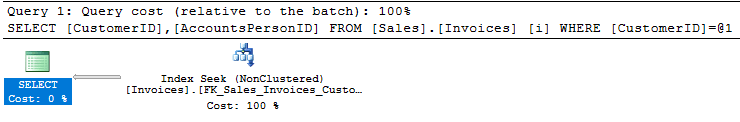 Query 1: Query cost (relative to the batch): 100%
SELECT [CustomerID],[AccountsPersonID] FROM [Sales].[Invoices] [i] WHERE [CustomerID]=@1
SELECT
Cost: 0 %
Index Seek (NonClustered)
[Invoices].[FK_Sales_Invoices_Custo…
Cost: 100 %